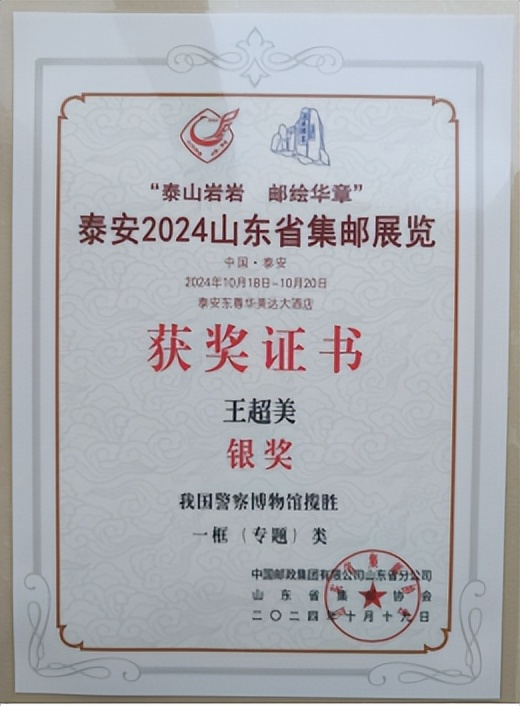 “泰山岩岩 邮绘华章”
泰安2024山东省集邮展览
中国·泰安
2024年10月18日-10月20日
泰安东尊华美达大酒店
获奖证书
王超美
银奖
我国警察博物馆揽胜
一框（专题）类
中国邮政集团有限公司山东省分公司
山东省集邮协会
二〇二四年十月十九日